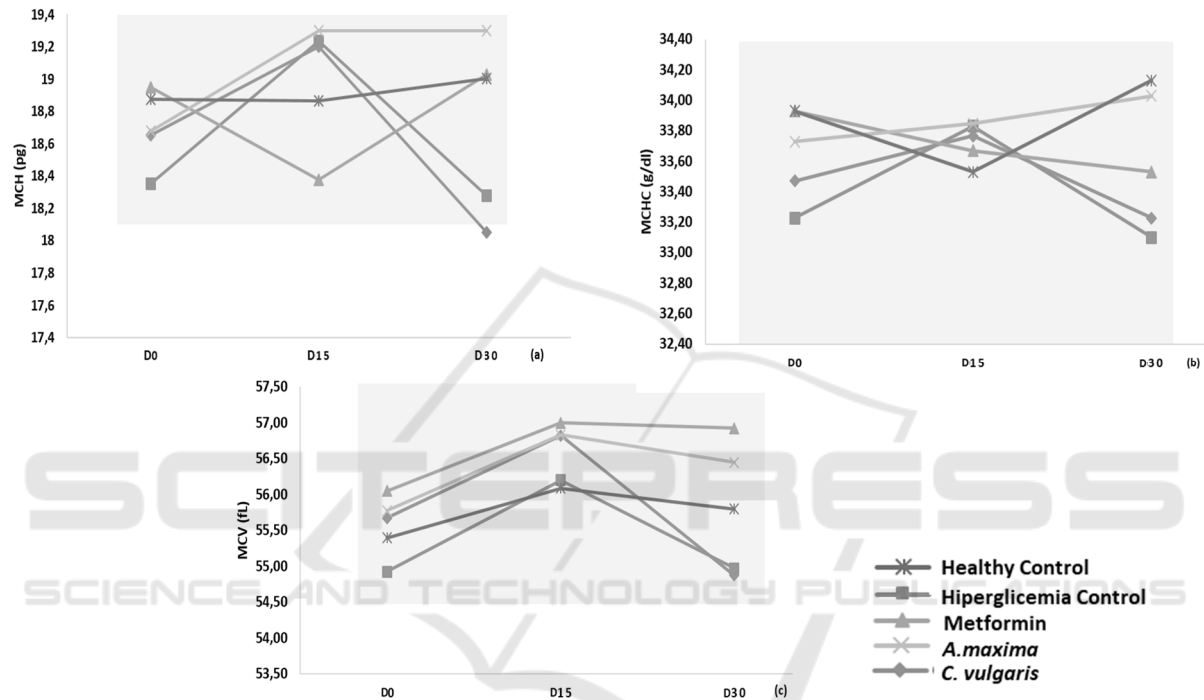 MCH (pg)
19,4
19,2
19
18,8
18,6
18,4
18,2
18
17,8
17,6
17,4
D0 D15 D30 (a)
MCHC (g/dl)
34,40
34,20
34,00
33,80
33,60
33,40
33,20
33,00
32,80
32,60
32,40
D0 D15 D30 (b)
MCV (fL)
57,50
57,00
56,50
56,00
55,50
55,00
54,50
54,00
53,50
D0 D15 D30 (c)
Healthy Control
Hiperglicemia Control
Metformin
A.maxima
C. vulgaris
SCITEPRESS
SCIENCE AND TECHNOLOGY PUBLICATIONS